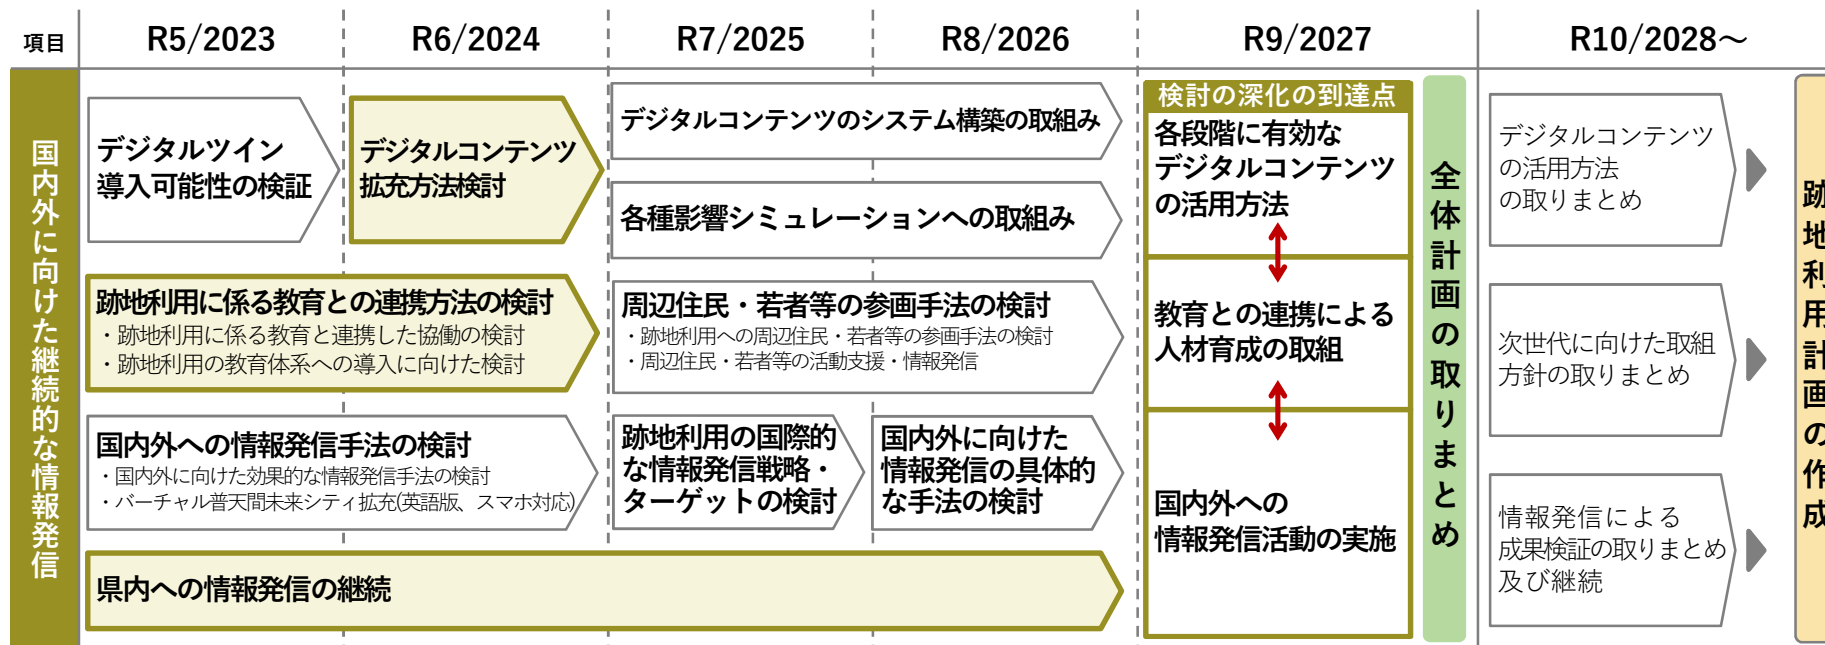 項目
R5/2023
R6/2024
R7/2025
R8/2026
R9/2027
R10/2028～
国内外に向けた継続的な情報発信
デジタルツイン
導入可能性の検証
デジタルコンテンツ
拡充方法検討
デジタルコンテンツのシステム構築の取組み
各種影響シミュレーションへの取組み
跡地利用に係る教育との連携方法の検討
・跡地利用に係る教育と連携した協働の検討
・跡地利用の教育体系への導入に向けた検討
周辺住民・若者等の参画手法の検討
・跡地利用への周辺住民・若者等の参画手法の検討
・周辺住民・若者等の活動支援・情報発信
国内外への情報発信手法の検討
・国内外に向けた効果的な情報発信手法の検討
・バーチャル普天間未来シティ拡充(英語版、スマホ対応)
跡地利用の国際的
な情報発信戦略・
ターゲットの検討
国内外に向けた
情報発信の具体的
な手法の検討
県内への情報発信の継続
検討の深化の到達点
各段階に有効な
デジタルコンテンツ
の活用方法
教育との連携による
人材育成の取組
国内外への
情報発信活動の実施
全体計画の取りまとめ
デジタルコンテンツ
の活用方法
の取りまとめ
次世代に向けた取組
方針の取りまとめ
情報発信による
成果検証の取りまとめ
及び継続
跡地利用計画の作成